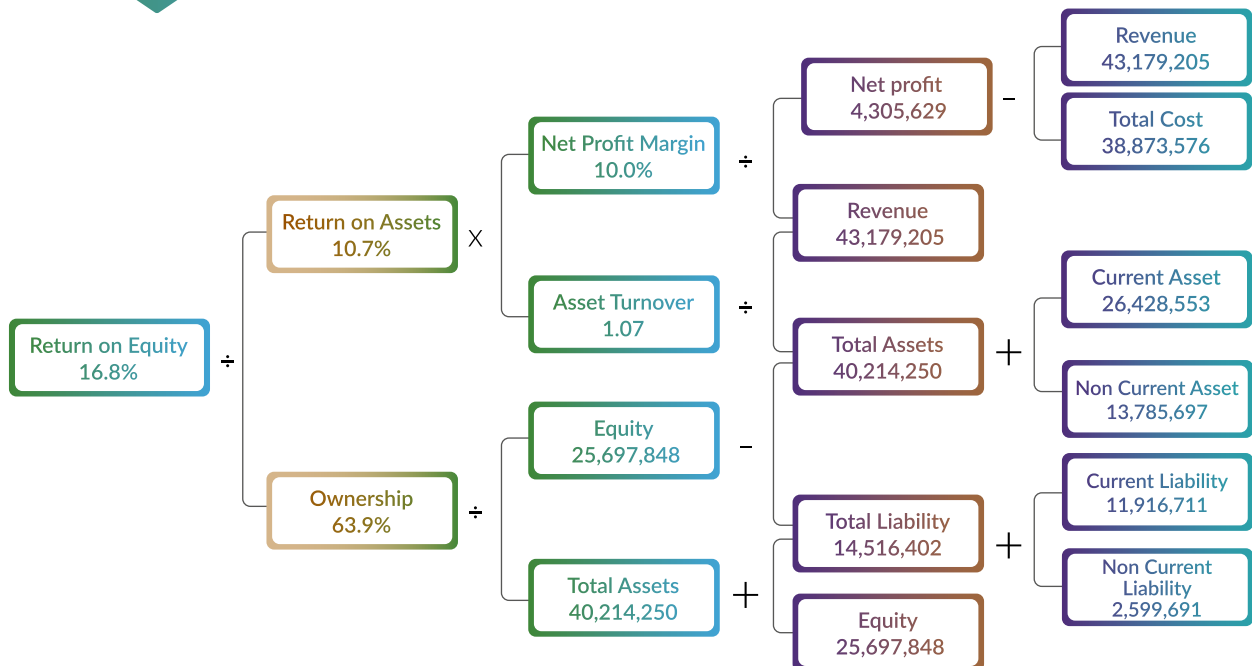 Revenue
43,179,205
Net profit
4,305,629
–
Total Cost
38,873,576
Net Profit Margin
10.0%
÷
Return on Assets
10.7%
X
Revenue
43,179,205
Asset Turnover
1.07
÷
Current Asset
26,428,553
Total Assets
40,214,250
+
Non Current Asset
13,785,697
Return on Equity
16.8%
÷
Equity
25,697,848
–
Ownership
63.9%
÷
Current Liability
11,916,711
Total Liability
14,516,402
+
Non Current
Liability
2,599,691
Total Assets
40,214,250
+
Equity
25,697,848